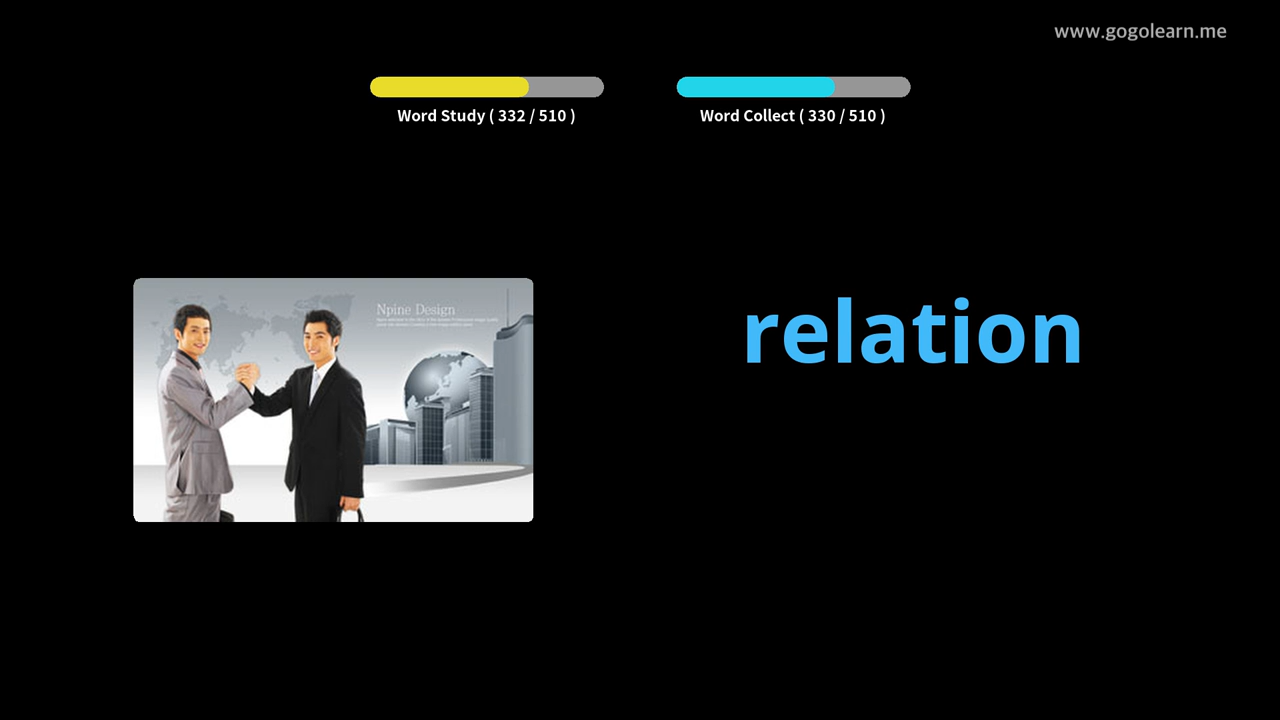 www.gogolearn.me
Word Study ( 332 / 510 )
Word Collect ( 330 / 510 )
Npine Design
relation